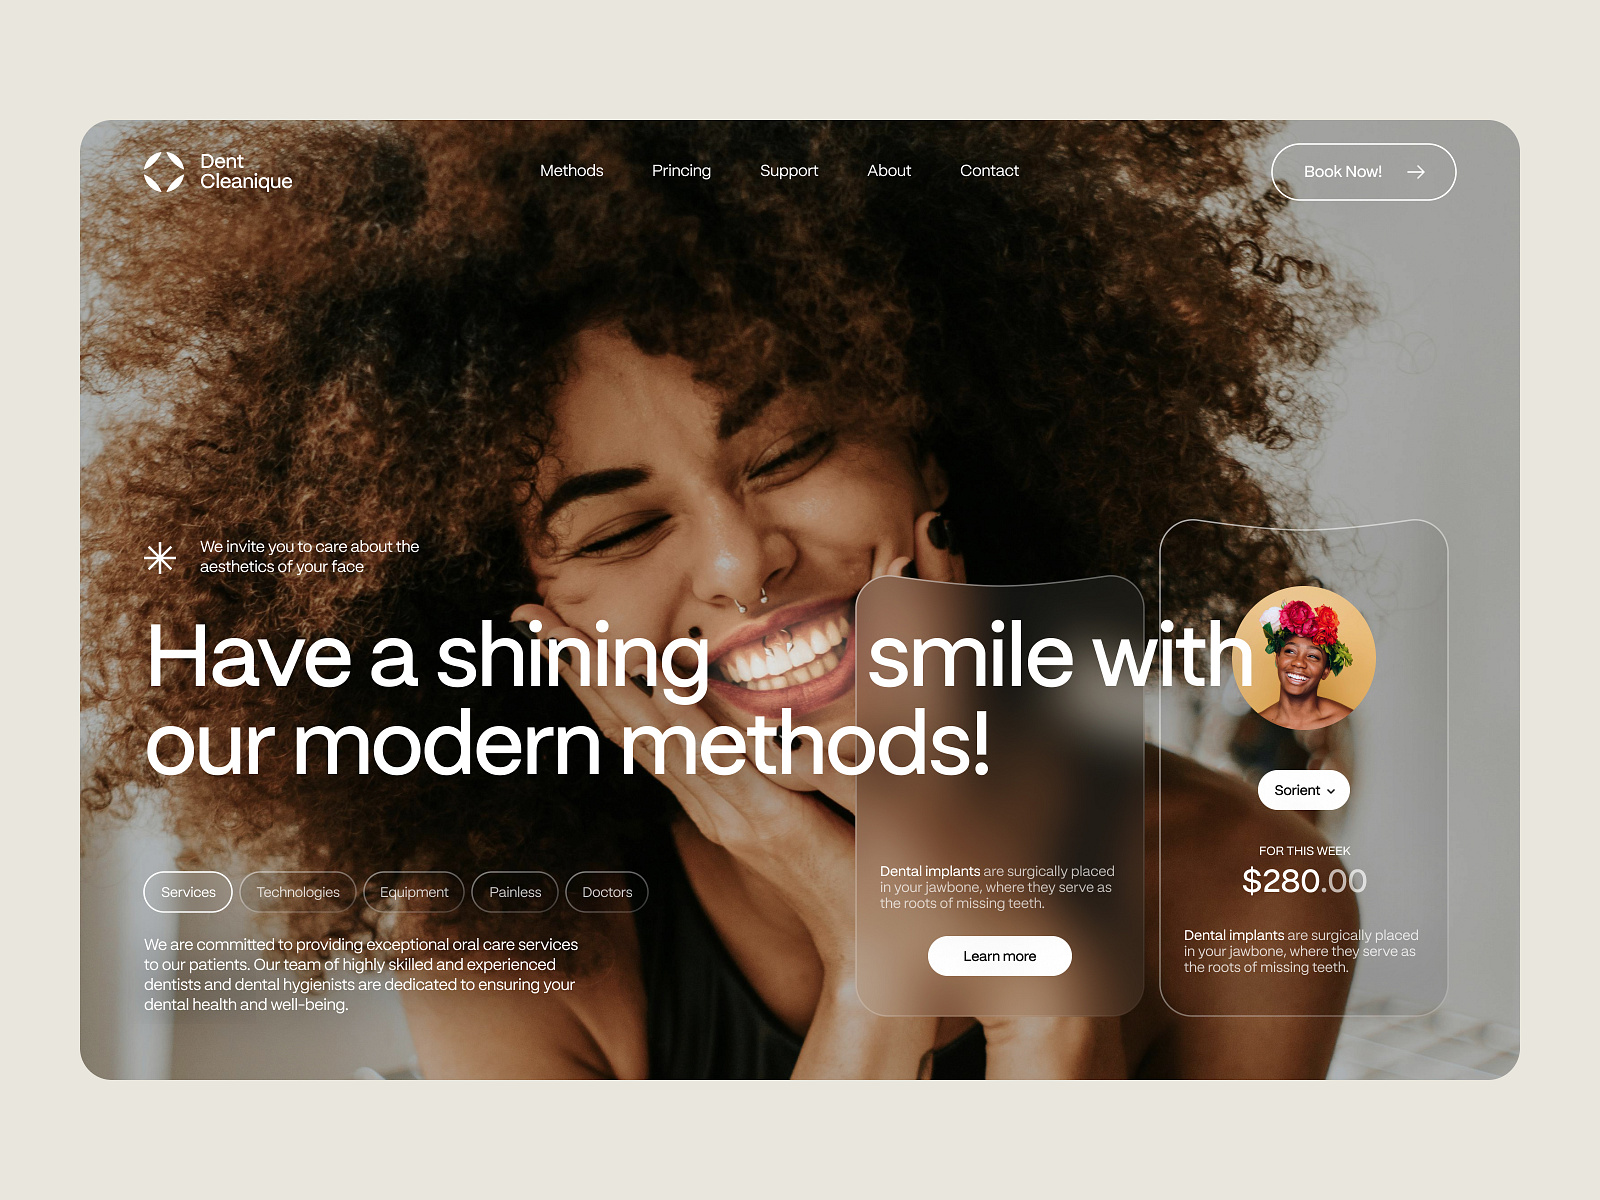 Dent
Cleanique
Methods
Princing
Support
About
Contact
Book Now!
We invite you to care about the
aesthetics of your face
Have a shining smile with
our modern methods!
Services
Technologies
Equipment
Painless
Doctors
We are committed to providing exceptional oral care services
to our patients. Our team of highly skilled and experienced
dentists and dental hygienists are dedicated to ensuring your
dental health and well-being.
Dental implants are surgically placed
in your jawbone, where they serve as
the roots of missing teeth.
Learn more
Sorient
FOR THIS WEEK
$280.00
Dental implants are surgically placed
in your jawbone, where they serve as
the roots of missing teeth.